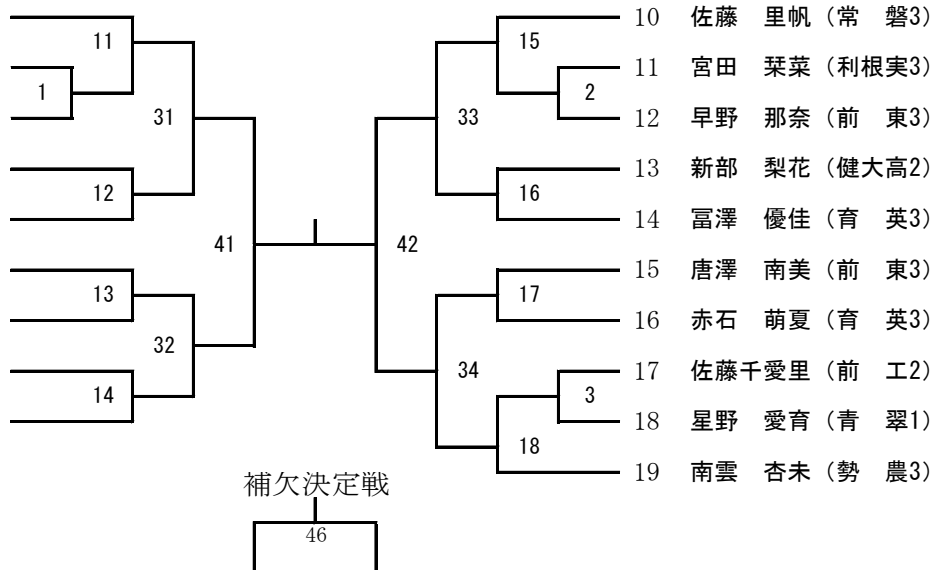 10 佐藤　里帆（常　磐3）
11
15
11 宮田　栞菜（利根実3）
1
2
31
33
12 早野　那奈（前　東3）
13 新部　梨花（健大高2）
12
16
14 冨澤　優佳（育　英3）
41
42
15 唐澤　南美（前　東3）
13
17
16 赤石　萌夏（育　英3）
32
34
17 佐藤千愛里（前　工2）
14
3
18 星野　愛育（青　翠1）
18
19 南雲　杏未（勢　農3）
補欠決定戦
46